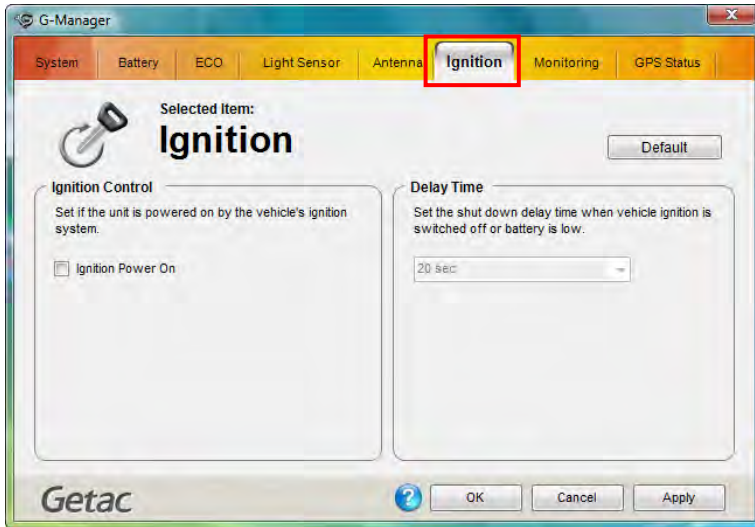 G-Manager
System Battery ECO Light Sensor Antenna Ignition Monitoring GPS Status
Selected Item:
Ignition
Default
Ignition Control
Set if the unit is powered on by the vehicle's ignition
system.
Ignition Power On
Delay Time
Set the shut down delay time when vehicle ignition is
switched off or battery is low.
20 sec
Getac
? OK Cancel Apply